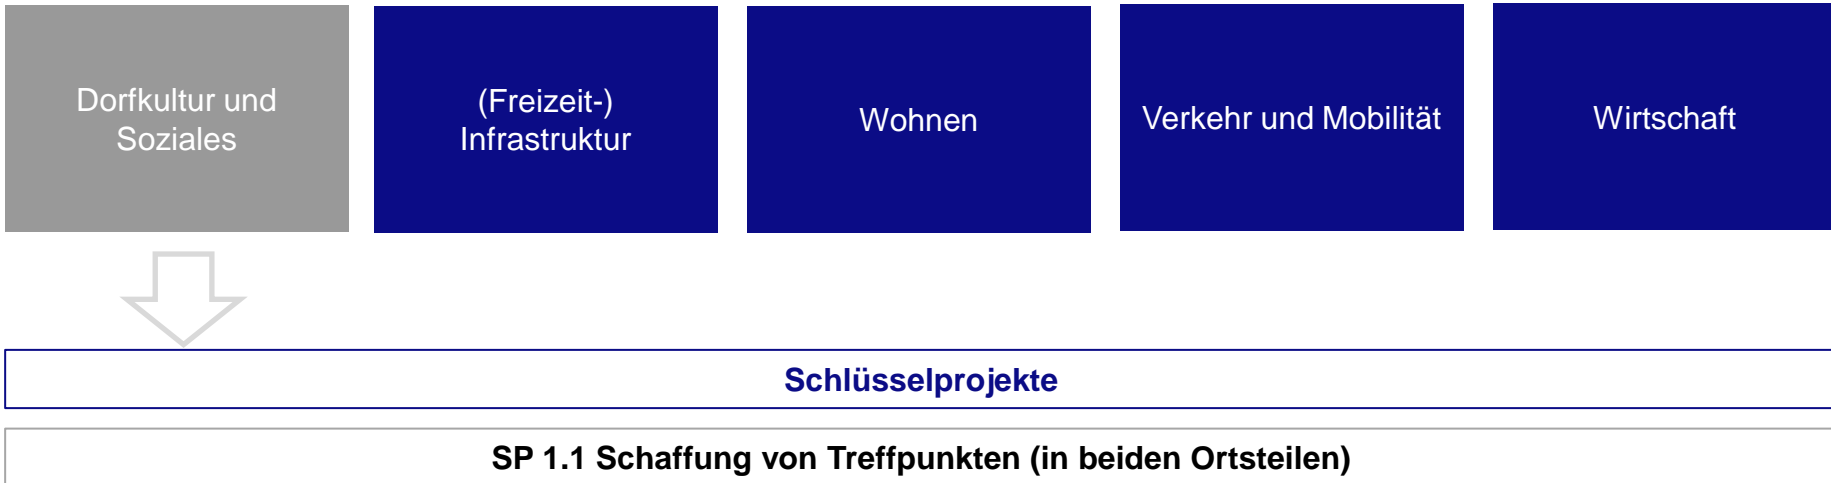 Dorfkultur und
Soziales
(Freizeit-)
Infrastruktur
Wohnen
Verkehr und Mobilität
Wirtschaft
Schlüsselprojekte
SP 1.1 Schaffung von Treffpunkten (in beiden Ortsteilen)